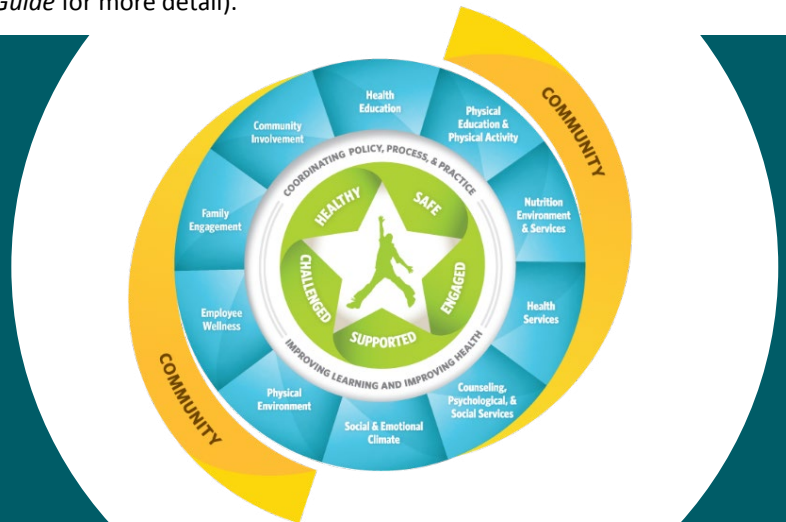 Guide for more detail).
COMMUNITY
Health
Education
Physical
Education &
Physical Activity
Nutrition
Environment
& Services
Health
Services
Counseling,
Psychological, &
Social Services
Social & Emotional
Climate
Physical
Environment
Employee
Wellness
Family
Engagement
Community
Involvement
COORDINATING POLICY, PROCESS, & PRACTICE
IMPROVING LEARNING AND IMPROVING HEALTH
HEALTHY
SAFE
ENGAGED
SUPPORTED
CHALLENGED
COMMUNITY